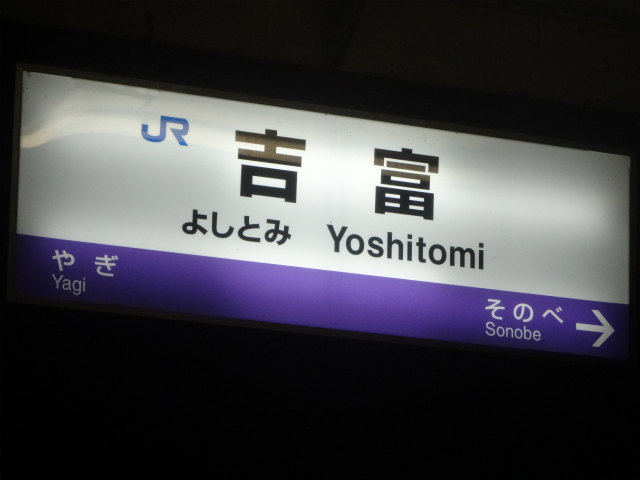 JR 吉富
よしとみ Yoshitomi
やぎ
Yagi
そのべ →
Sonobe